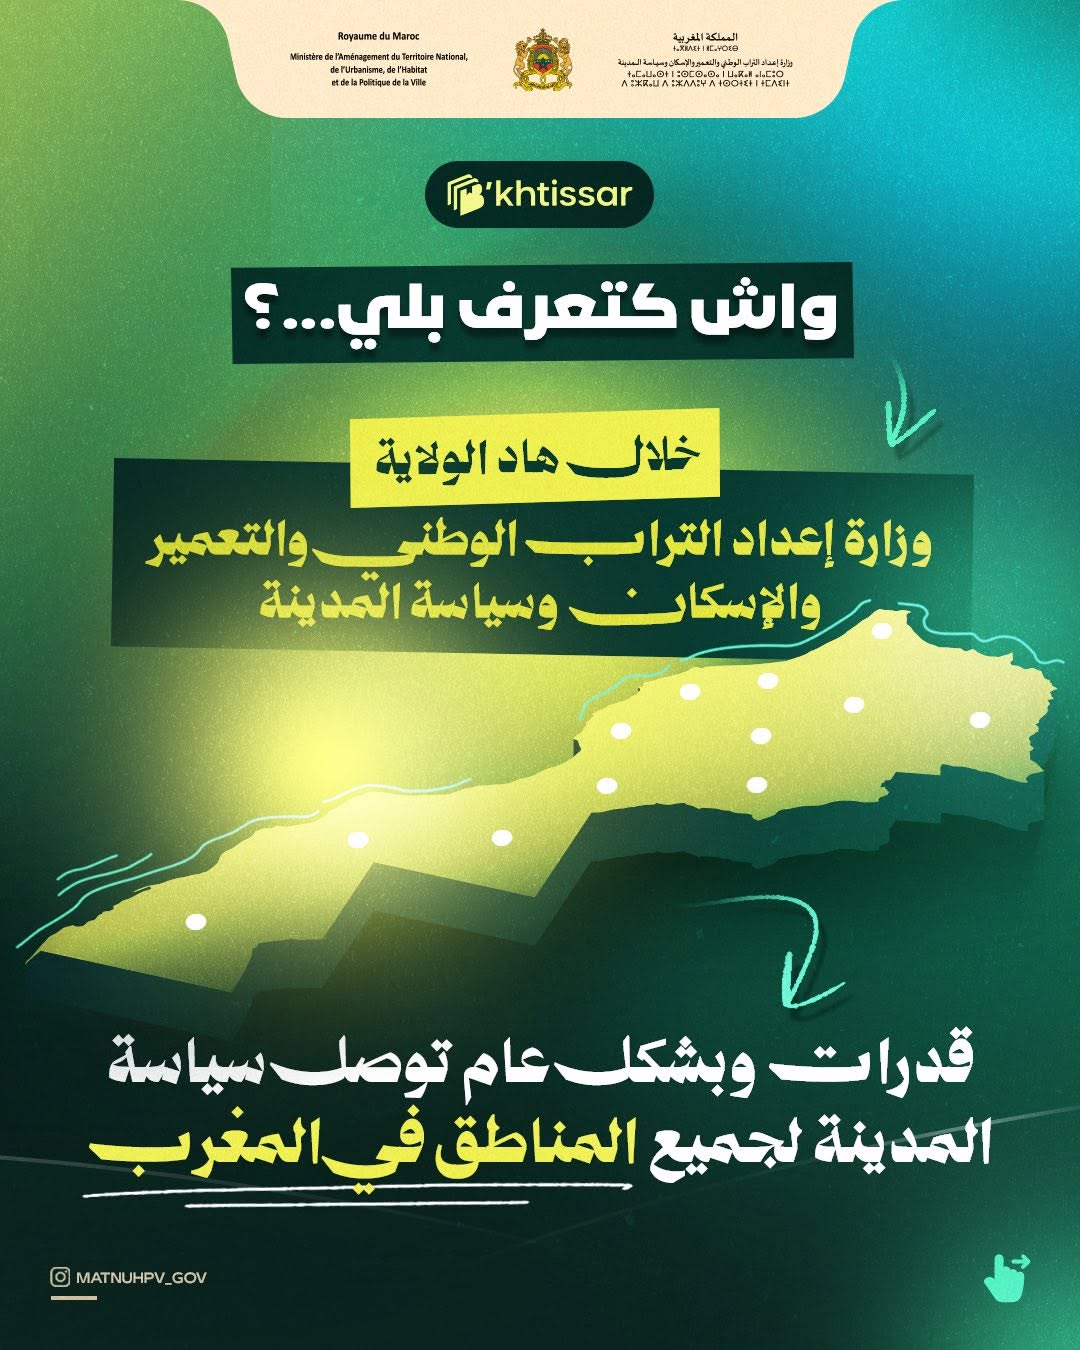 Royaume du Maroc
Ministère de l'Aménagement du Territoire National,
de l'Urbanisme, de l'Habitat
et de la Politique de la Ville
المملكة المغربية
ⵜⴰⴳⵍⴷⵉⵜ ⵏ ⵍⵎⵖⵔⵉⴱ
وزارة إعداد التراب الوطني والتعمير والإسكان وسياسة المدينة
B'khtissar
واش كتعرف بلي...؟
خلال هاد الولاية
وزارة إعداد التراب الوطني والتعمير
والإسكان وسياسة المدينة
قدرات وبشكل عام توصل سياسة
المدينة لجميع المناطق في المغرب
MATNUHPV_GOV